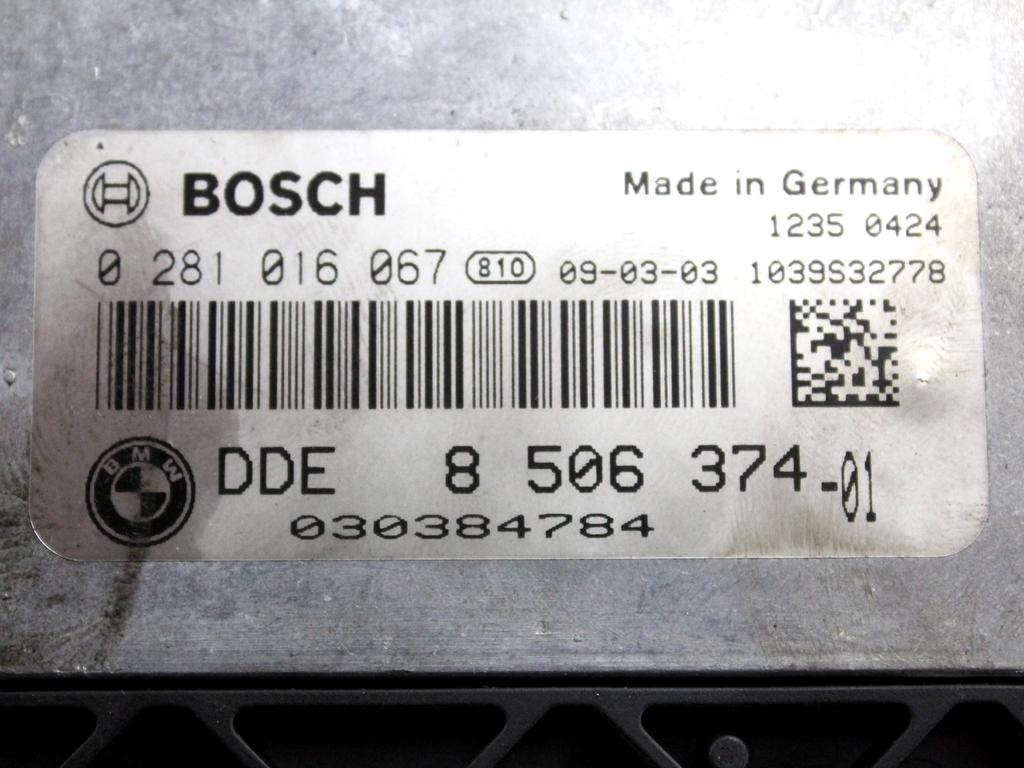 BOSCH
Made in Germany
1235 0424
0 281 016 067 810 09-03-03 1039S32778
BMW DDE 8 506 374-01
030384784